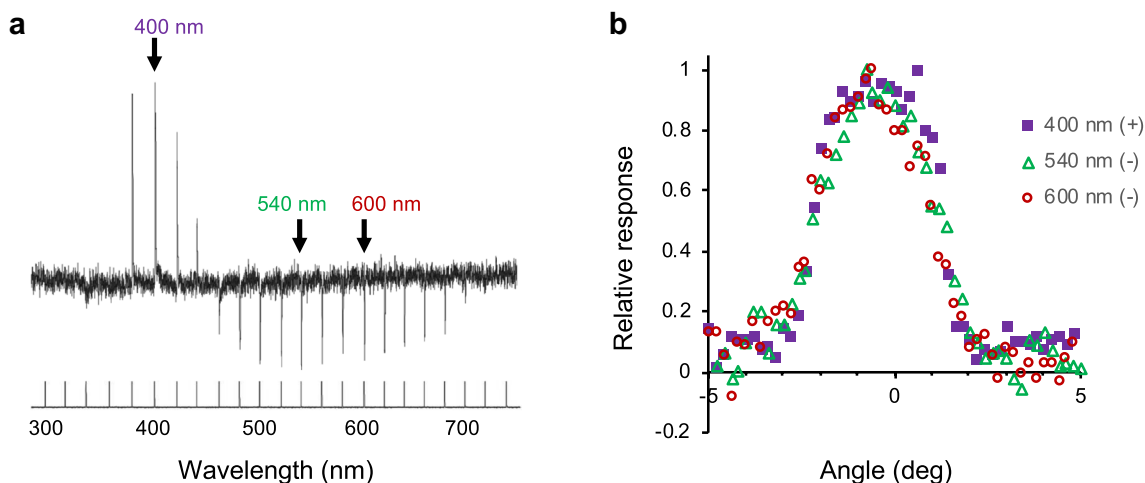 a
400 nm
540 nm
600 nm
300
400
500
600
700
Wavelength (nm)
b
1
0.8
0.6
0.4
0.2
0
-0.2
-5
0
5
Relative response
Angle (deg)
400 nm (+)
540 nm (-)
600 nm (-)